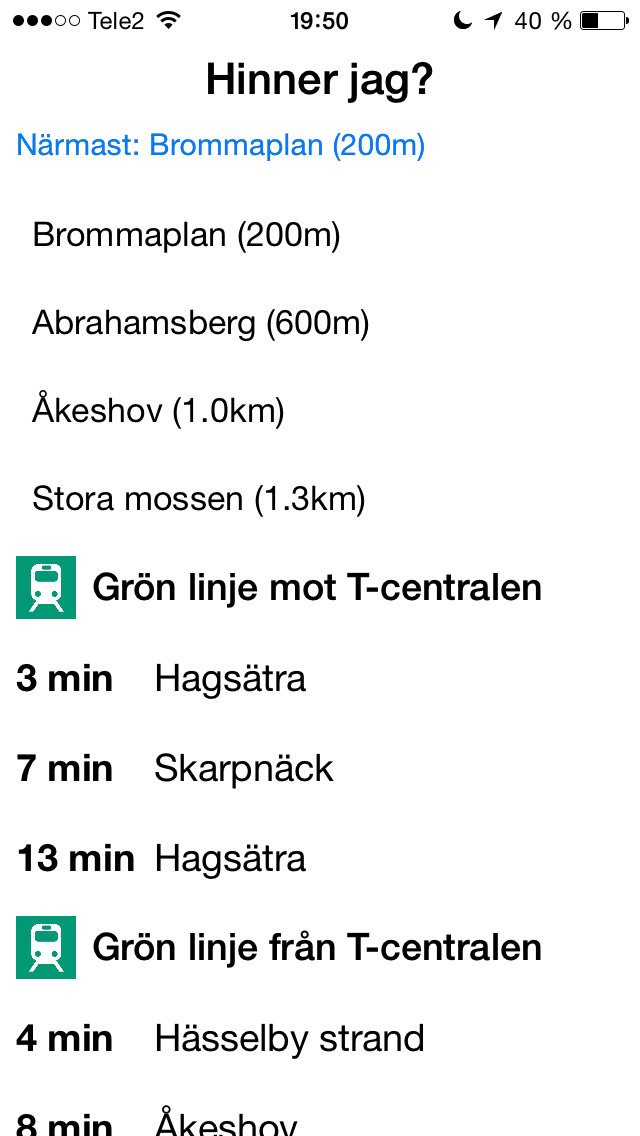 Tele2 19:50 40 %
Hinner jag?
Närmast: Brommaplan (200m)
Brommaplan (200m)
Abrahamsberg (600m)
Åkeshov (1.0km)
Stora mossen (1.3km)
Grön linje mot T-centralen
3 min Hagsätra
7 min Skarpnäck
13 min Hagsätra
Grön linje från T-centralen
4 min Hässelby strand
8 min Åkeshov